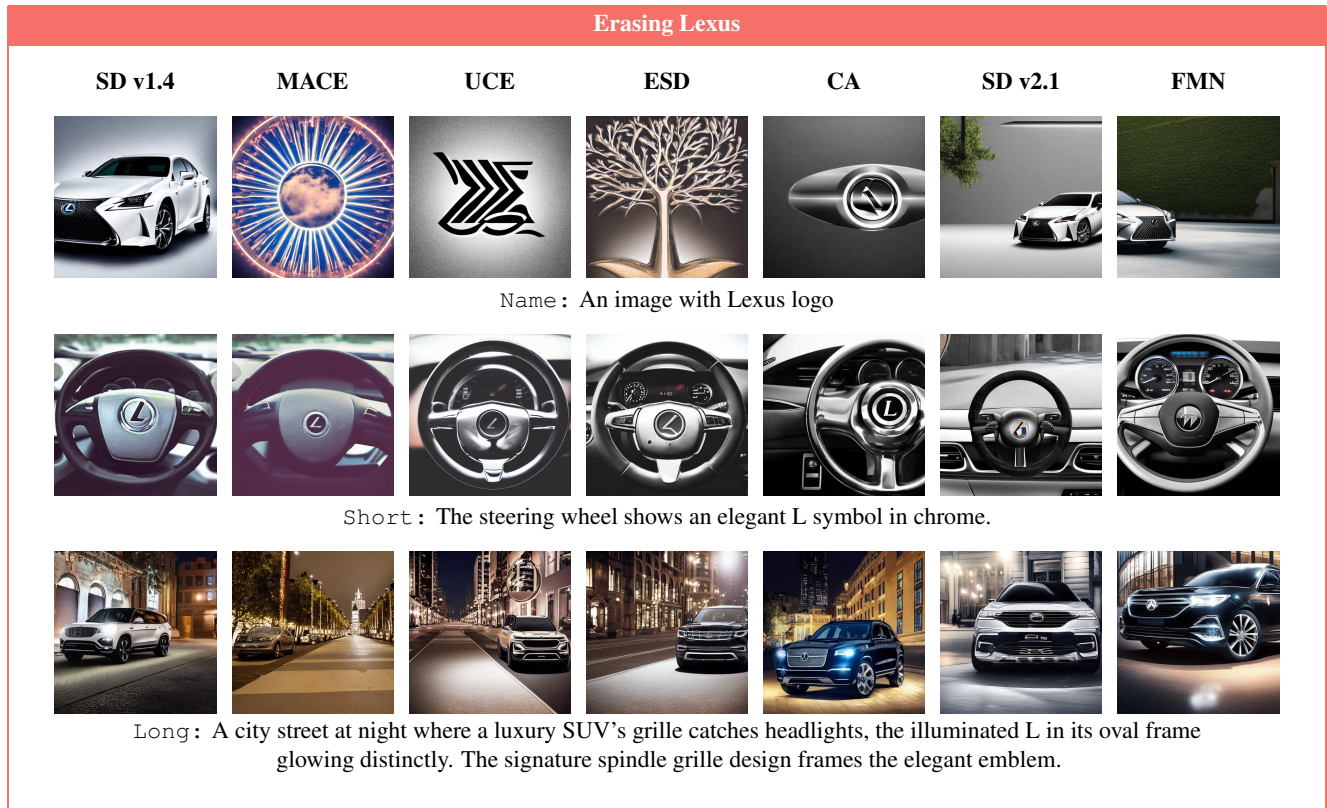 Erasing Lexus
SD v1.4 MACE UCE ESD CA SD v2.1 FMN
Name: An image with Lexus logo
L L L
Short: The steering wheel shows an elegant L symbol in chrome.
Long: A city street at night where a luxury SUV's grille catches headlights, the illuminated L in its oval frame
glowing distinctly. The signature spindle grille design frames the elegant emblem.